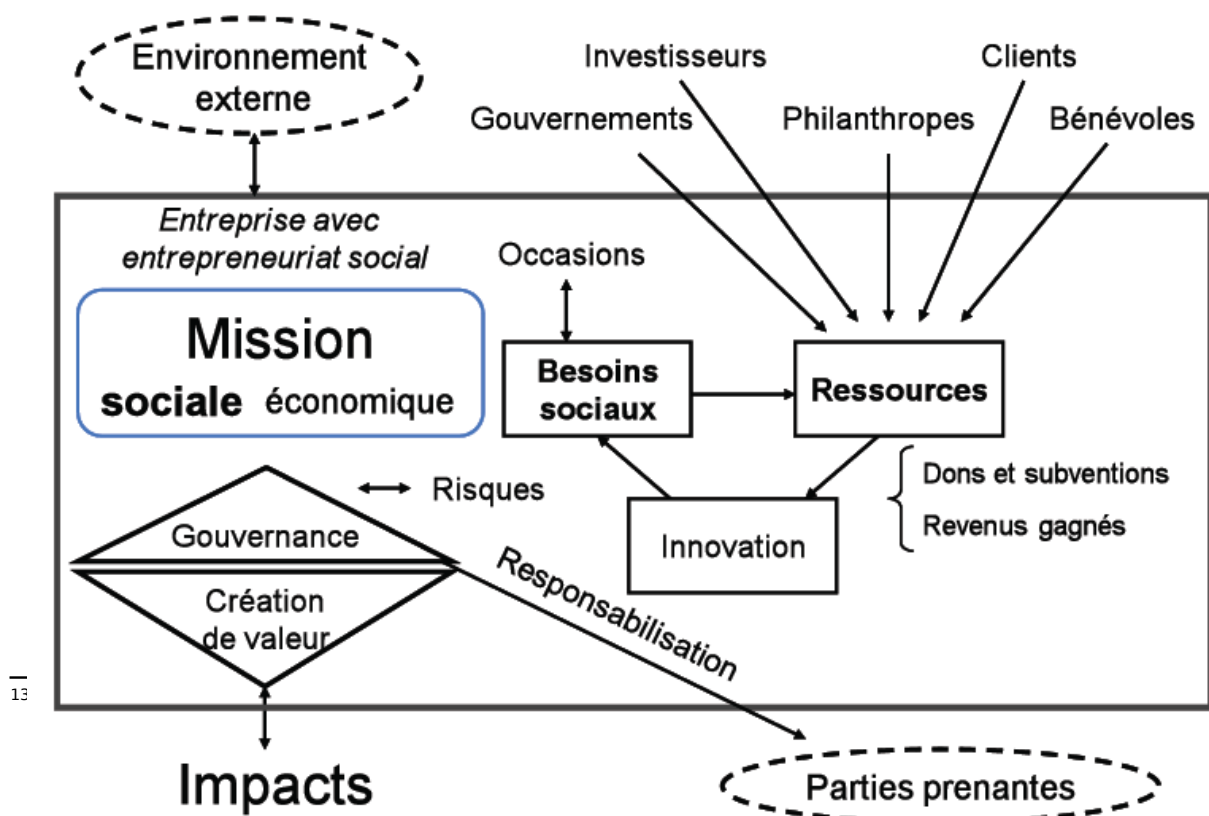 Environnement
externe
Investisseurs
Clients
Gouvernements
Philanthropes
Bénévoles
Entreprise avec
entrepreneuriat social
Occasions
Mission
sociale économique
Besoins
sociaux
Ressources
Dons et subventions
Revenus gagnés
Risques
Gouvernance
Innovation
Création
de valeur
Responsabilisation
13
Impacts
Parties prenantes